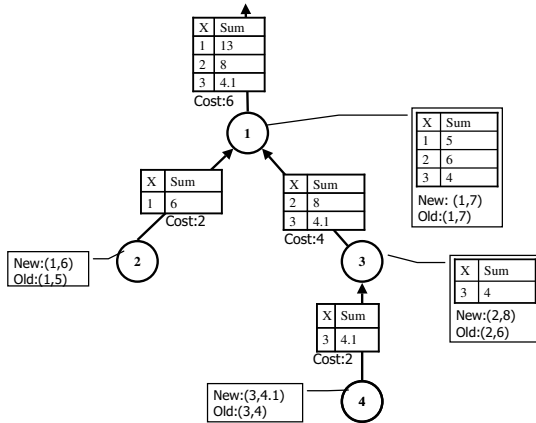 X Sum
1 13
2 8
3 4.1
Cost:6
1
X Sum
1 5
2 6
3 4
New: (1,7)
Old:(1,7)
X Sum
1 6
Cost:2
X Sum
2 8
3 4.1
Cost:4
New:(1,6)
Old:(1,5)
2
3
X Sum
3 4
New:(2,8)
Old:(2,6)
X Sum
3 4.1
Cost:2
New:(3,4.1)
Old:(3,4)
4